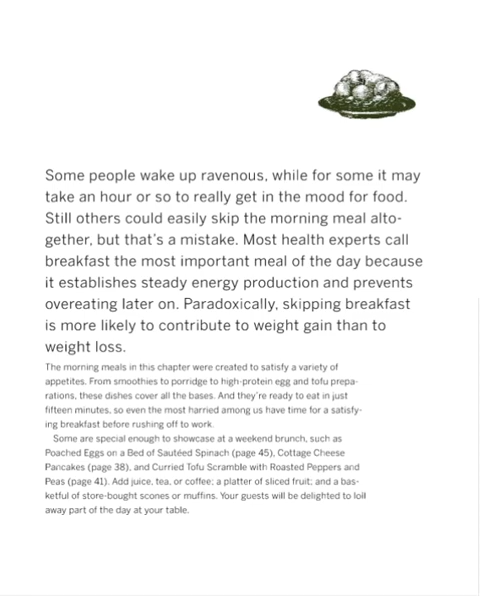 Some people wake up ravenous, while for some it may
take an hour or so to really get in the mood for food.
Still others could easily skip the morning meal alto-
gether, but that's a mistake. Most health experts call
breakfast the most important meal of the day because
it establishes steady energy production and prevents
overeating later on. Paradoxically, skipping breakfast
is more likely to contribute to weight gain than to
weight loss.
The morning meals in this chapter were created to satisfy a variety of
appetites. From smoothies to porridge to high-protein egg and tofu prepa-
rations, these dishes cover all the bases. And they're ready to eat in just
fifteen minutes, so even the most harried among us have time for a satisfy-
ing breakfast before rushing off to work.
Some are special enough to showcase at a weekend brunch, such as
Poached Eggs on a Bed of Sautéed Spinach (page 45), Cottage Cheese
Pancakes (page 38), and Curried Tofu Scramble with Roasted Peppers and
Peas (page 41). Add juice, tea, or coffee; a platter of sliced fruit; and a bas-
ketful of store-bought scones or muffins. Your guests will be delighted to loll
away part of the day at your table.